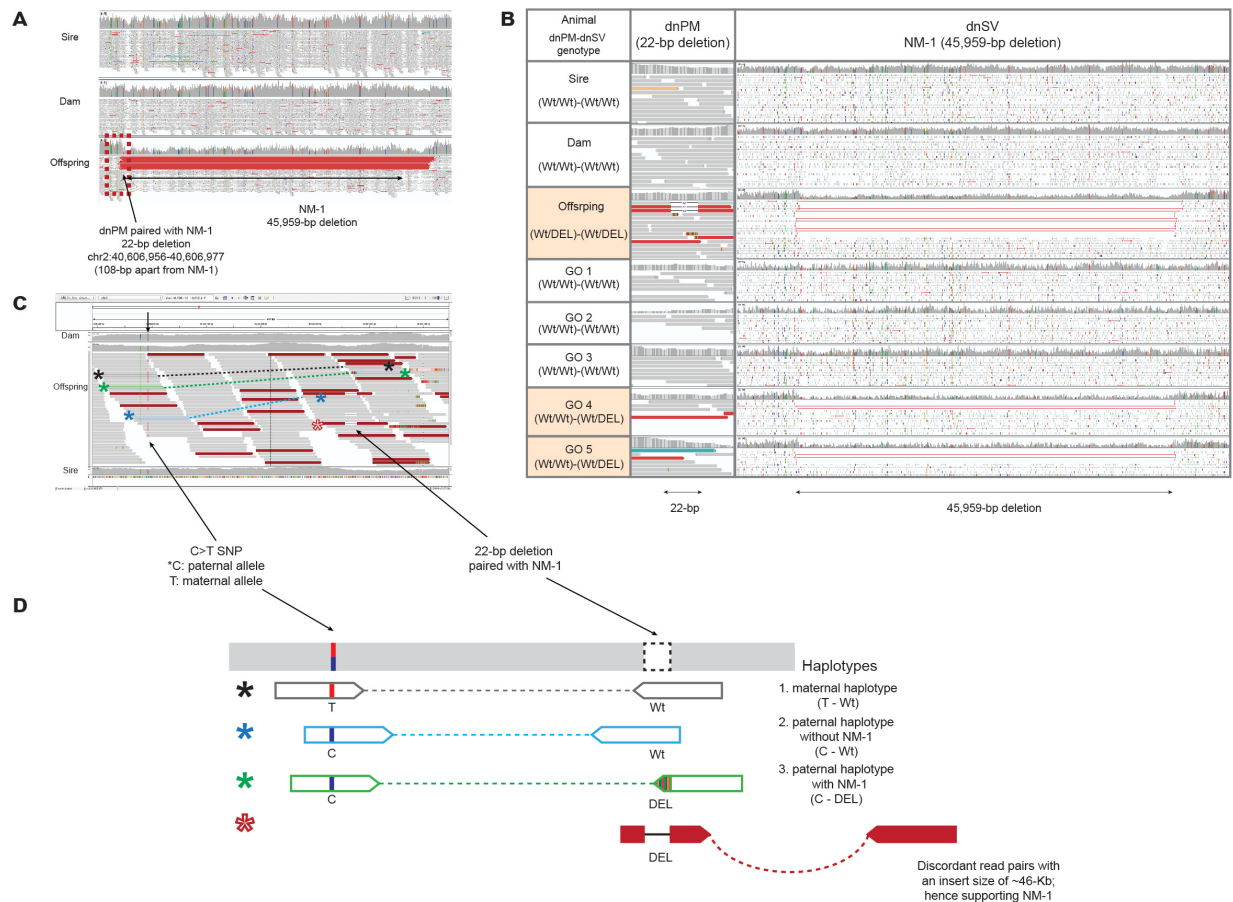 A
Sire
Dam
Offspring
NM-1
45,959-bp deletion
dnPM paired with NM-1
22-bp deletion
chr2:40,606,956-40,606,977
(108-bp apart from NM-1)
B
Animal
dnPM-dnSV
genotype
dnPM
(22-bp deletion)
dnSV
NM-1 (45,959-bp deletion)
Sire
(Wt/Wt)-(Wt/Wt)
Dam
(Wt/Wt)-(Wt/Wt)
Offsrping
(Wt/DEL)-(Wt/DEL)
GO 1
(Wt/Wt)-(Wt/Wt)
GO 2
(Wt/Wt)-(Wt/Wt)
GO 3
(Wt/Wt)-(Wt/Wt)
GO 4
(Wt/Wt)-(Wt/DEL)
GO 5
(Wt/Wt)-(Wt/DEL)
22-bp
45,959-bp deletion
C
Dam
*
*
Offspring
*
*
*
*
*
Sire
C>T SNP
*C: paternal allele
T: maternal allele
22-bp deletion
paired with NM-1
D
Haplotypes
*
T
Wt
1. maternal haplotype
(T - Wt)
*
C
Wt
2. paternal haplotype
without NM-1
(C - Wt)
*
C
DEL
3. paternal haplotype
with NM-1
(C - DEL)
*
DEL
Discordant read pairs with
an insert size of ~46-Kb;
hence supporting NM-1